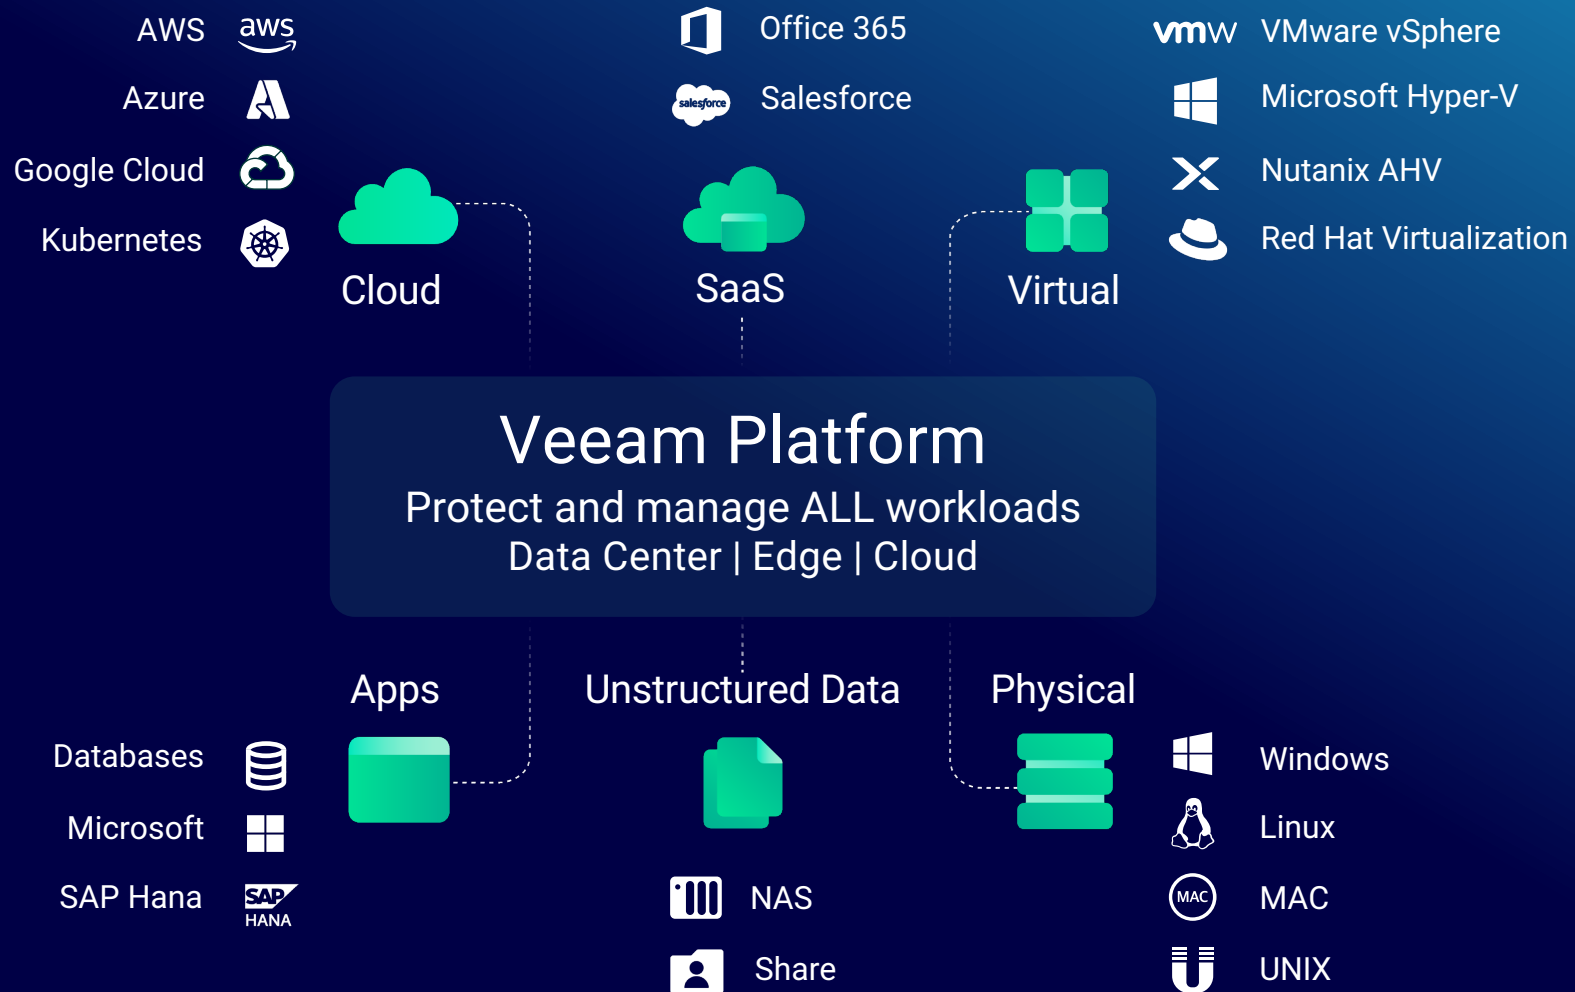 AWS
aws
Azure
Google Cloud
Kubernetes
Cloud
Office 365
salesforce
Salesforce
SaaS
vmw
VMware vSphere
Microsoft Hyper-V
Nutanix AHV
Red Hat Virtualization
Virtual
Veeam Platform
Protect and manage ALL workloads
Data Center | Edge | Cloud
Apps
Databases
Microsoft
SAP Hana
SAP
HANA
Unstructured Data
NAS
Share
Physical
Windows
Linux
MAC
MAC
UNIX